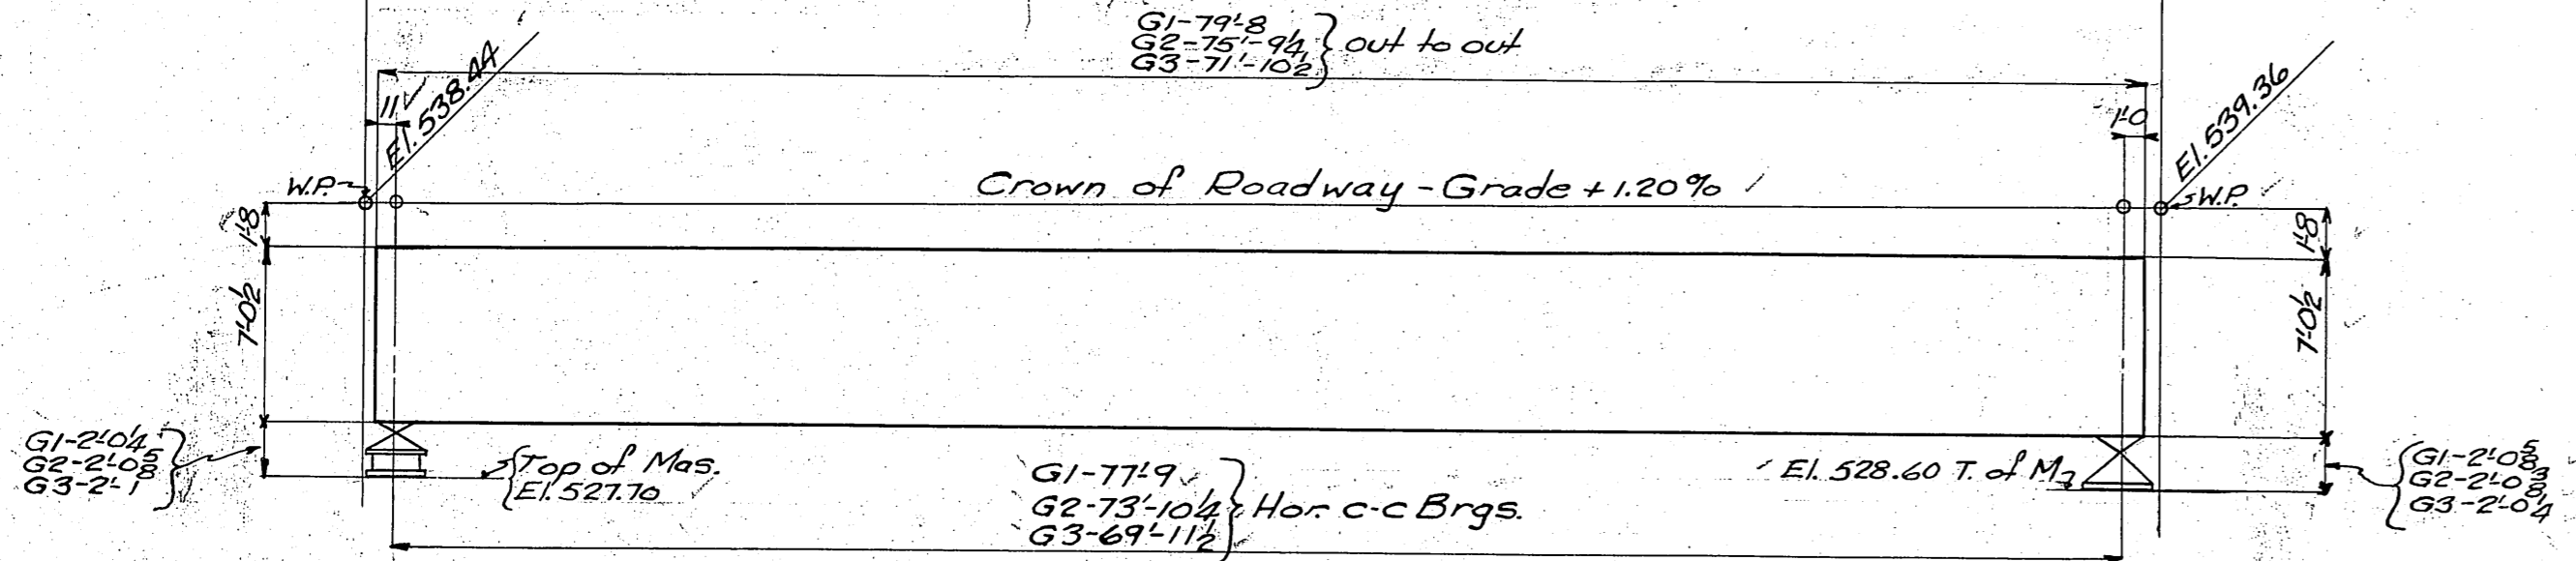 G1-79'-8
G2-75'-9¼
G3-71'-10½
out to out
11
El. 538.44
1'-0
El. 539.36
W.P.
Crown of Roadway - Grade + 1.20%
W.P.
1'-8
1'-8
7'-0½
7'-0½
G1-2'-0¼
G2-2'-0⅝
G3-2'-1
Top of Mas.
El. 527.70
G1-77'-9
G2-73'-10¼
G3-69'-11½
Hor. c-c Brgs.
El. 528.60 T. of M.
G1-2'-0⅝
G2-2'-0⅜
G3-2'-0¼